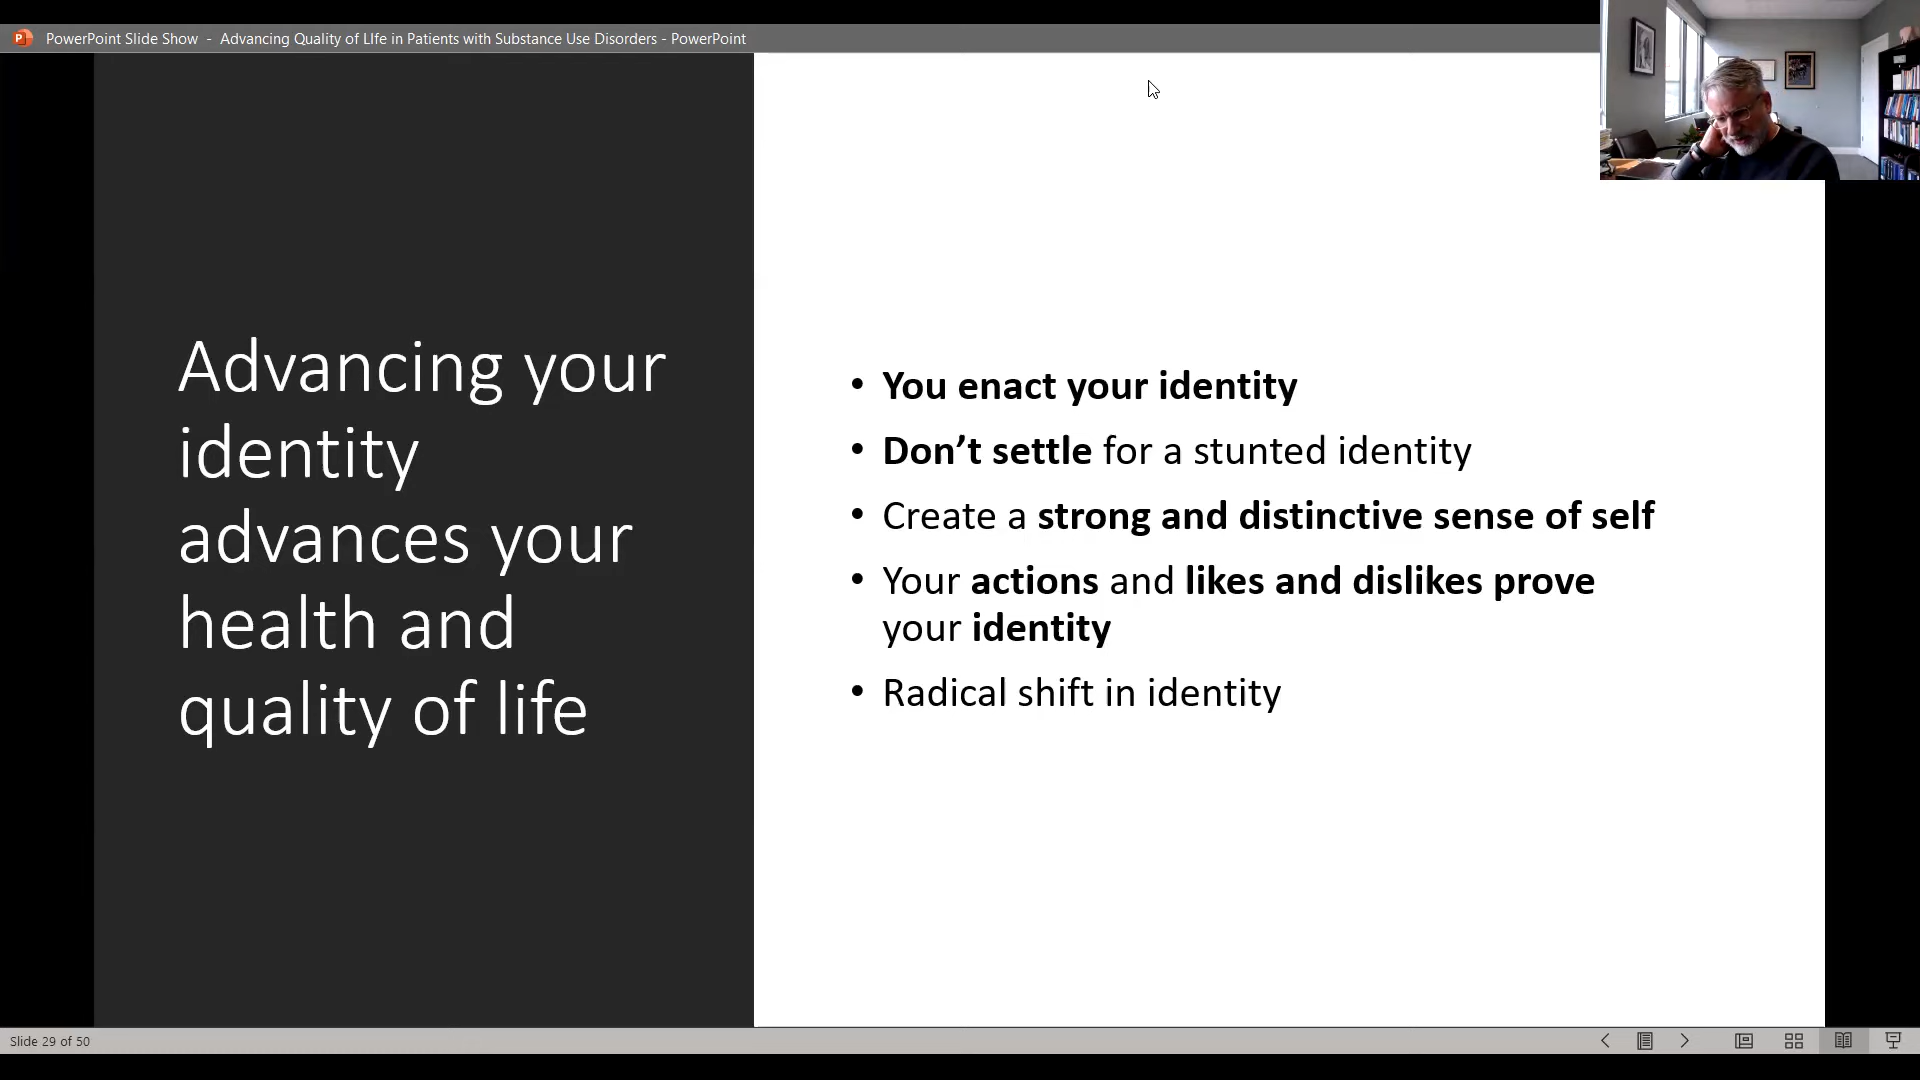 PowerPoint Slide Show - Advancing Quality of LIfe in Patients with Substance Use Disorders - PowerPoint
Advancing your
identity
advances your
health and
quality of life
• You enact your identity
• Don’t settle for a stunted identity
• Create a strong and distinctive sense of self
• Your actions and likes and dislikes prove
your identity
• Radical shift in identity
Slide 29 of 50